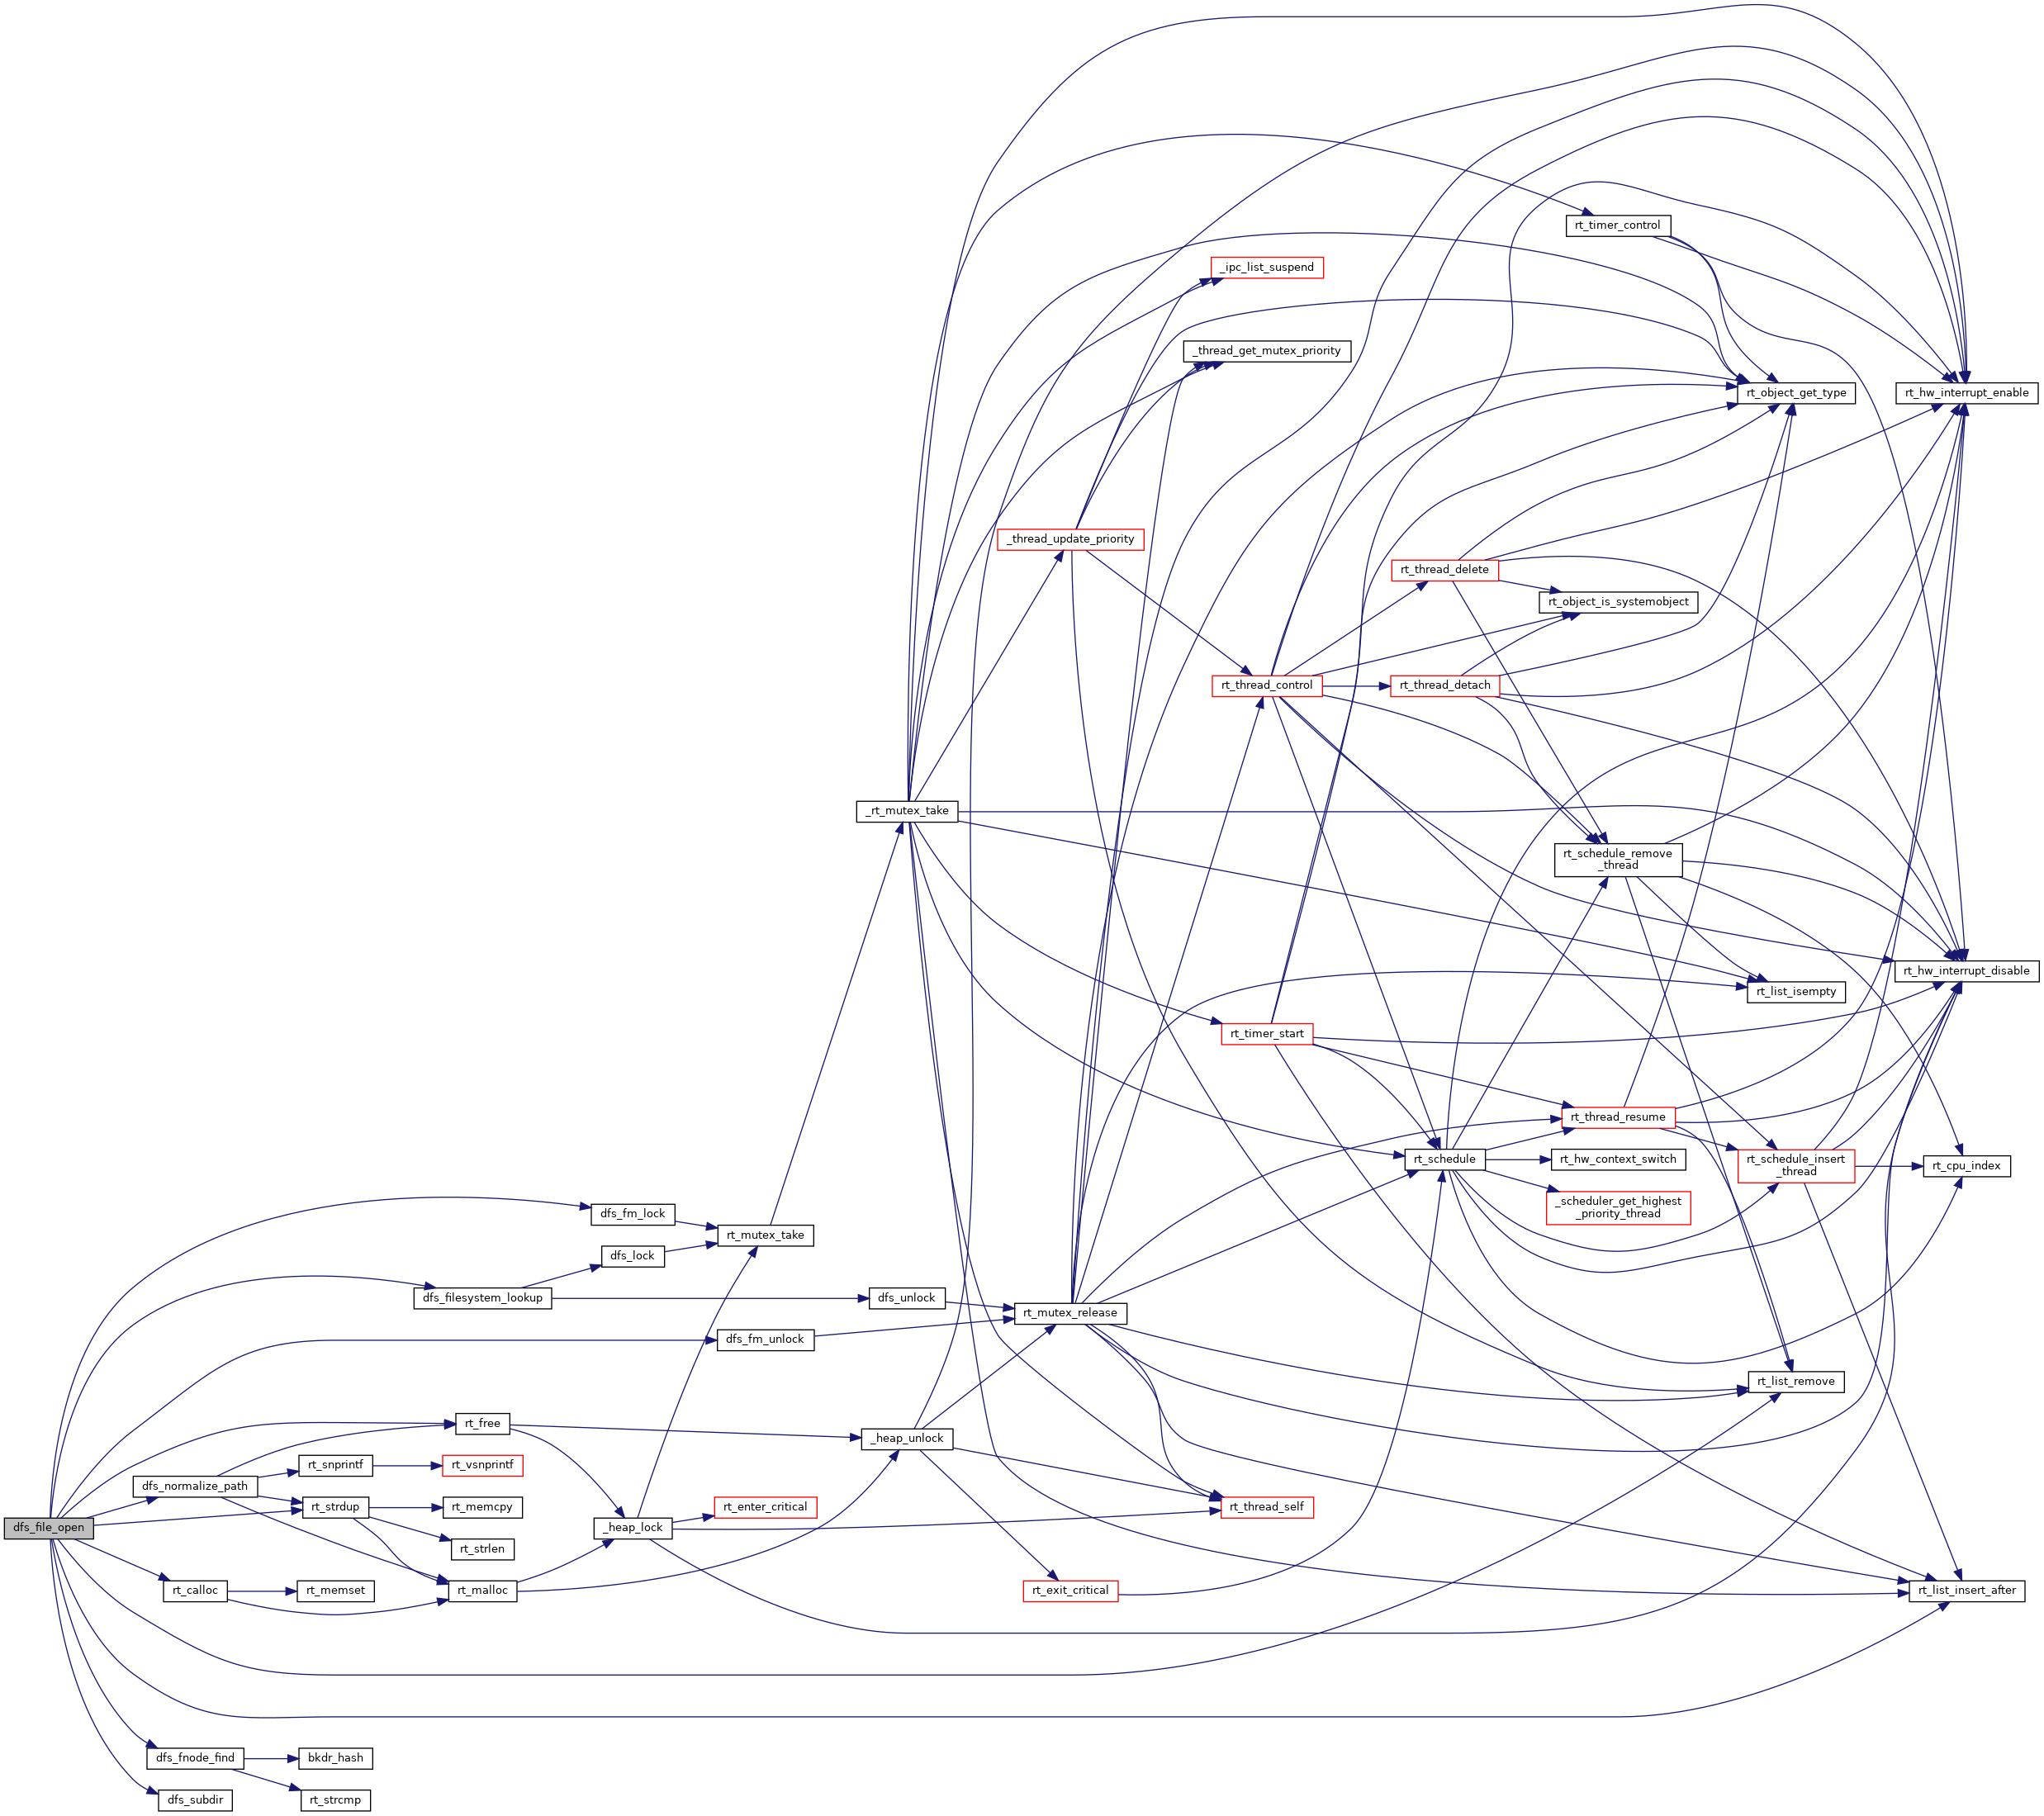 rt_timer_control
_ipc_list_suspend
_thread_get_mutex_priority
rt_object_get_type
rt_hw_interrupt_enable
_thread_update_priority
rt_thread_delete
rt_object_is_systemobject
rt_thread_control
rt_thread_detach
_rt_mutex_take
rt_schedule_remove
_thread
rt_hw_interrupt_disable
rt_list_isempty
rt_timer_start
rt_thread_resume
rt_schedule
rt_hw_context_switch
rt_schedule_insert
_thread
rt_cpu_index
_scheduler_get_highest
_priority_thread
dfs_fm_lock
rt_mutex_take
dfs_lock
dfs_filesystem_lookup
dfs_unlock
rt_mutex_release
dfs_fm_unlock
rt_list_remove
rt_free
_heap_unlock
rt_snprintf
rt_vsnprintf
dfs_normalize_path
rt_strdup
rt_memcpy
rt_enter_critical
rt_thread_self
dfs_file_open
_heap_lock
rt_strlen
rt_calloc
rt_memset
rt_malloc
rt_exit_critical
rt_list_insert_after
dfs_fnode_find
bkdr_hash
dfs_subdir
rt_strcmp